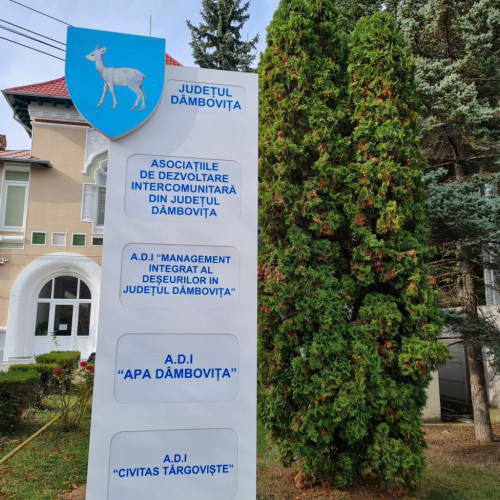 JUDEȚUL
DÂMBOVIȚA
ASOCIAȚIILE
DE DEZVOLTARE
INTERCOMUNITARĂ
DIN JUDEȚUL
DÂMBOVIȚA
A.D.I “MANAGEMENT
INTEGRAT AL
DEȘEURILOR IN
JUDEȚUL DÂMBOVIȚA”
A.D.I
“APA DÂMBOVIȚA”
A.D.I
“CIVITAS TÂRGOVIȘTE”